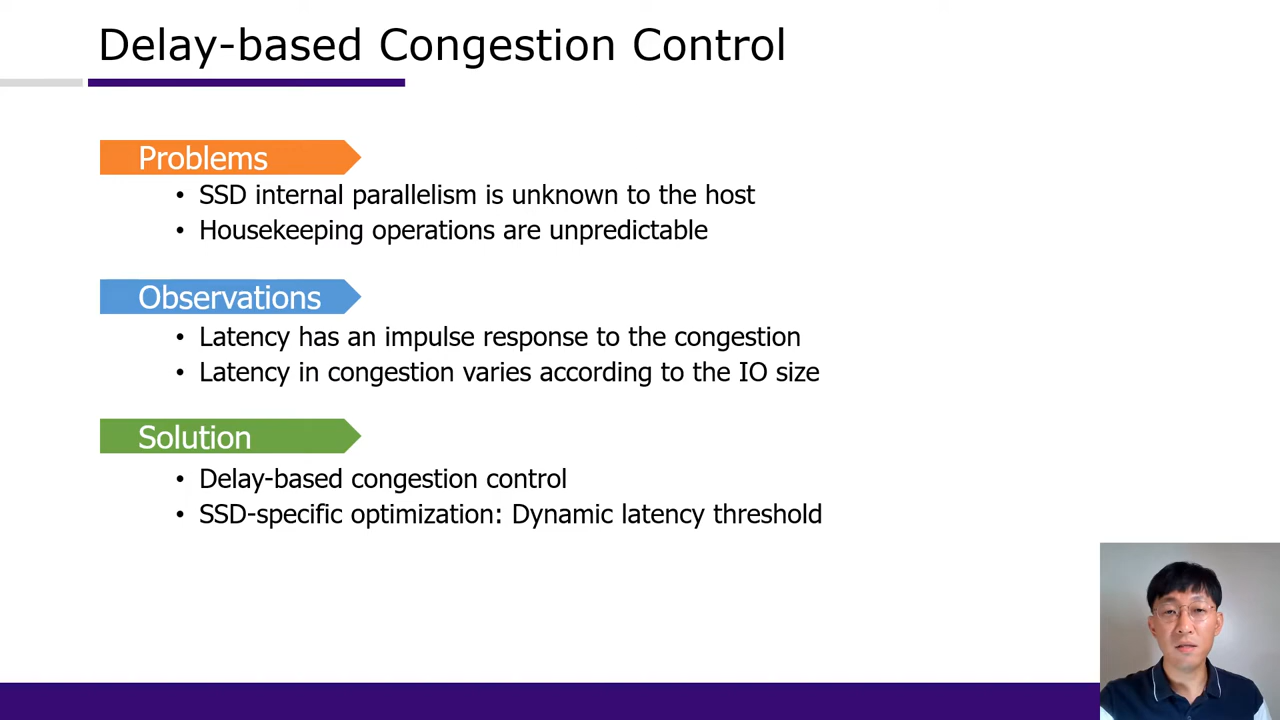 Delay-based Congestion Control
Problems
• SSD internal parallelism is unknown to the host
• Housekeeping operations are unpredictable
Observations
• Latency has an impulse response to the congestion
• Latency in congestion varies according to the IO size
Solution
• Delay-based congestion control
• SSD-specific optimization: Dynamic latency threshold